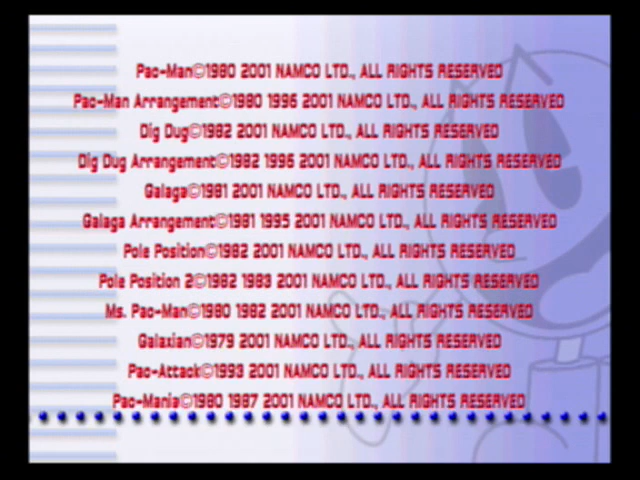 Pac-Man©1980 2001 NAMCO LTD., ALL RIGHTS RESERVED
Pac-Man Arrangement©1980 1996 2001 NAMCO LTD., ALL RIGHTS RESERVED
Dig Dug©1982 2001 NAMCO LTD., ALL RIGHTS RESERVED
Dig Dug Arrangement©1982 1996 2001 NAMCO LTD., ALL RIGHTS RESERVED
Galaga©1981 2001 NAMCO LTD., ALL RIGHTS RESERVED
Galaga Arrangement©1981 1995 2001 NAMCO LTD., ALL RIGHTS RESERVED
Pole Position©1982 2001 NAMCO LTD., ALL RIGHTS RESERVED
Pole Position 2©1982 1983 2001 NAMCO LTD., ALL RIGHTS RESERVED
Ms. Pac-Man©1980 1982 2001 NAMCO LTD., ALL RIGHTS RESERVED
Galaxian©1979 2001 NAMCO LTD., ALL RIGHTS RESERVED
Pac-Attack©1993 2001 NAMCO LTD., ALL RIGHTS RESERVED
Pac-Mania©1980 1987 2001 NAMCO LTD., ALL RIGHTS RESERVED